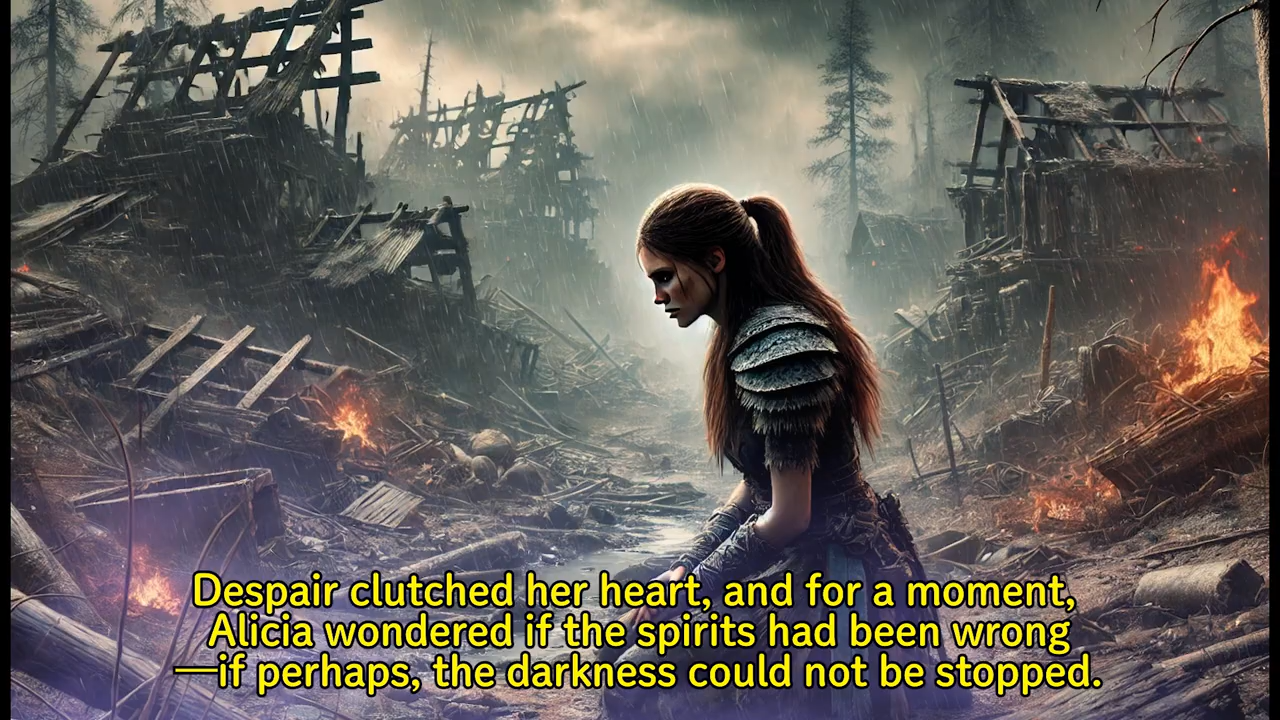 Despair clutched her heart, and for a moment,
Alicia wondered if the spirits had been wrong
—if perhaps, the darkness could not be stopped.